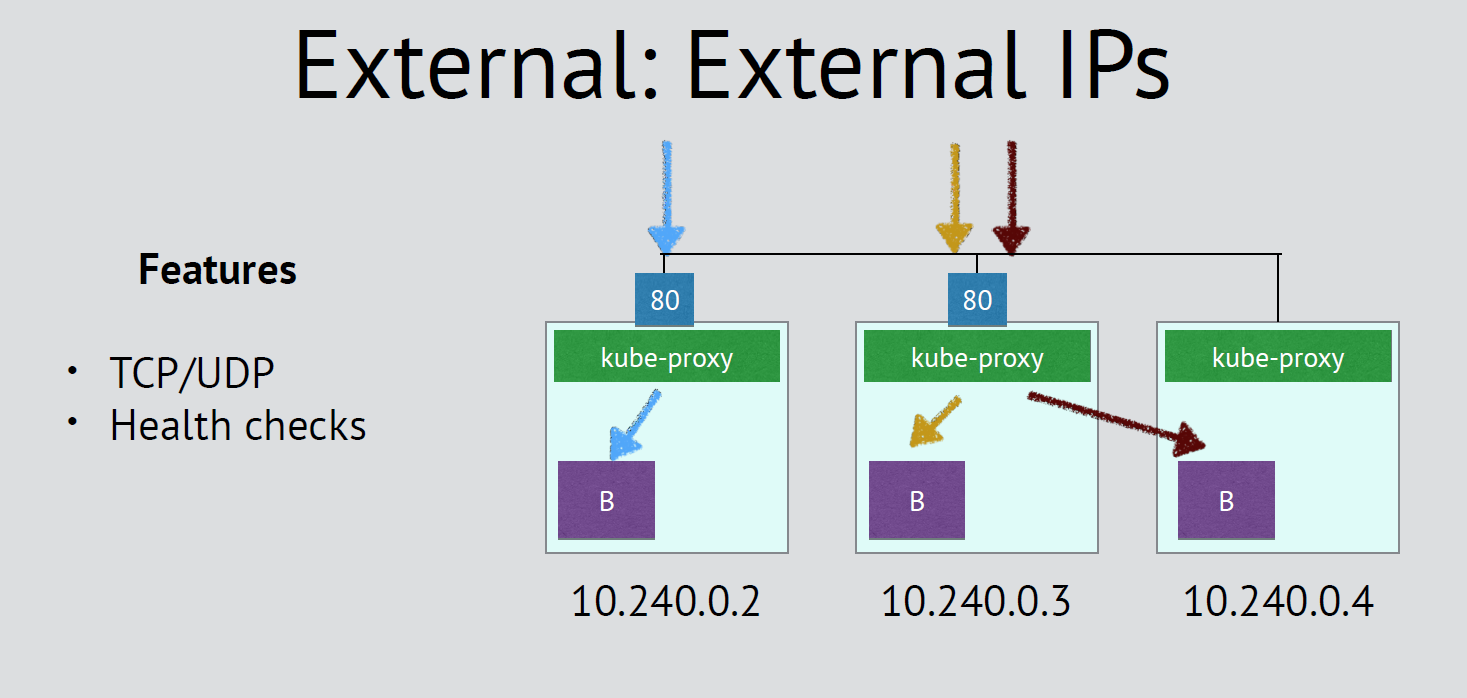 External: External IPs
Features
• TCP/UDP
• Health checks
80
80
kube-proxy
kube-proxy
kube-proxy
B
B
B
10.240.0.2
10.240.0.3
10.240.0.4